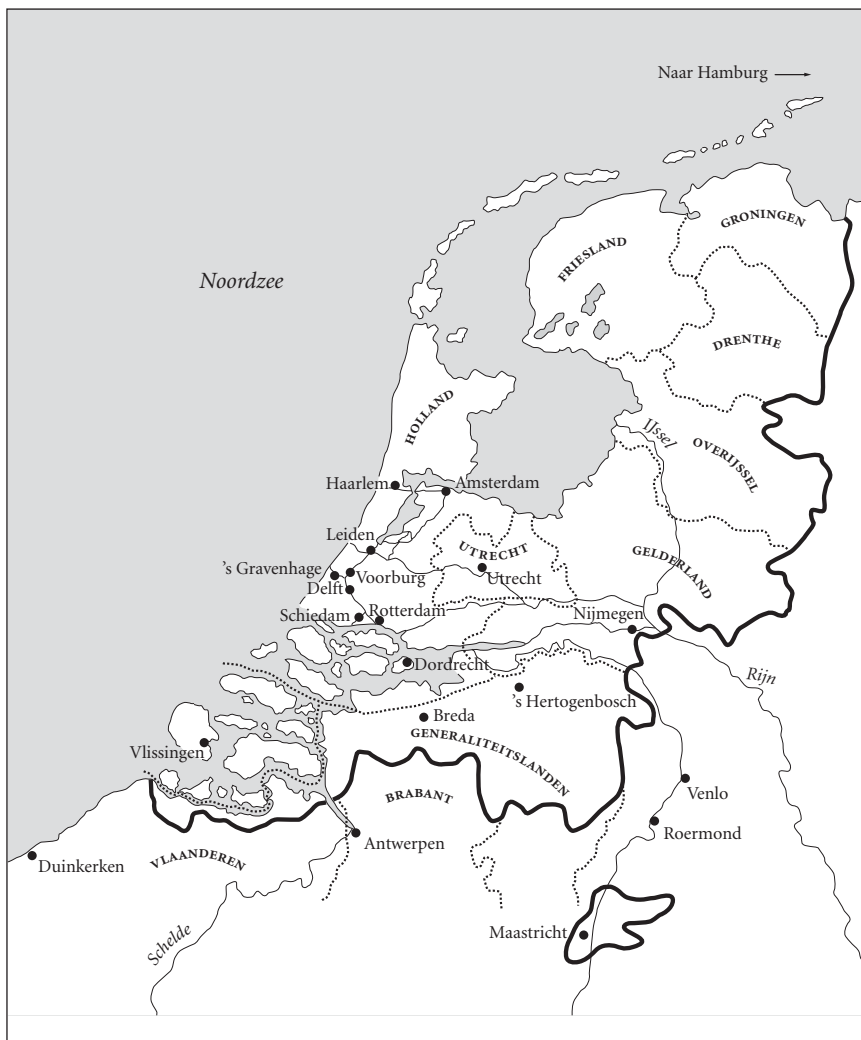 Naar Hamburg
GRONINGEN
FRIESLAND
Noordzee
DRENTHE
HOLLAND
IJssel
OVERIJSSEL
Haarlem
Amsterdam
Leiden
UTRECHT
GELDERLAND
's Gravenhage
Voorburg
Utrecht
Delft
Schiedam
Rotterdam
Nijmegen
Dordrecht
Rijn
's Hertogenbosch
Breda
GENERALITEITSLANDEN
Vlissingen
BRABANT
Venlo
Roermond
Antwerpen
Duinkerken
VLAANDEREN
Schelde
Maastricht